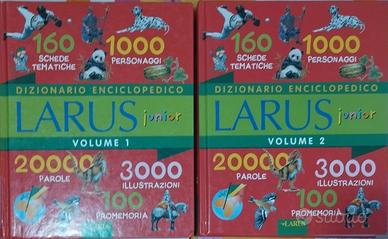 160
SCHEDE
TEMATICHE
1000
PERSONAGGI
DIZIONARIO ENCICLOPEDICO
LARUS junior
VOLUME 1
20000
PAROLE
3000
ILLUSTRAZIONI
100
PROMEMORIA
160
SCHEDE
TEMATICHE
1000
PERSONAGGI
DIZIONARIO ENCICLOPEDICO
LARUS junior
VOLUME 2
20000
PAROLE
3000
ILLUSTRAZIONI
100
PROMEMORIA
LARUS
subito